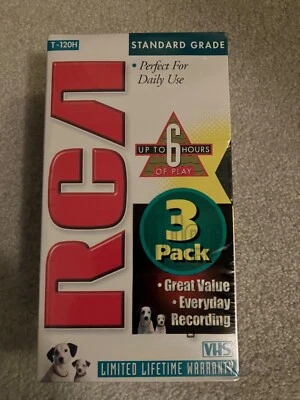 T-120H
STANDARD GRADE
• Perfect For
Daily Use
RCA
UP TO 6 HOURS
OF PLAY
3
Pack
• Great Value
• Everyday
Recording
VHS
LIMITED LIFETIME WARRANTY